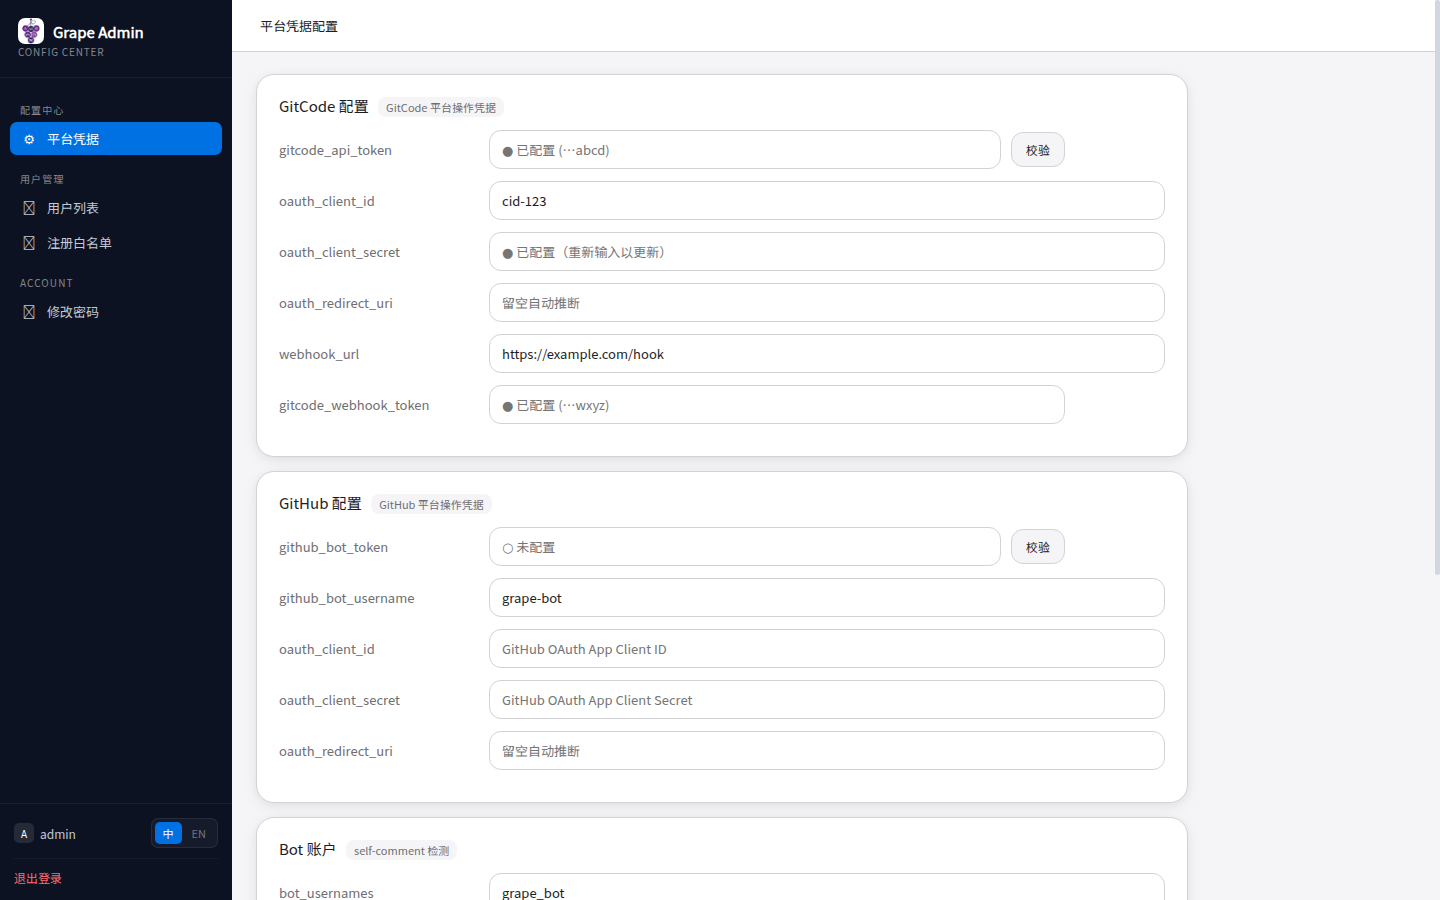 Grape Admin
CONFIG CENTER
配置中心
平台凭据
用户管理
用户列表
注册白名单
ACCOUNT
修改密码
A admin 中 EN
退出登录
平台凭据配置
GitCode 配置 GitCode 平台操作凭据
gitcode_api_token ● 已配置 (···abcd) 校验
oauth_client_id cid-123
oauth_client_secret ● 已配置（重新输入以更新）
oauth_redirect_uri 留空自动推断
webhook_url https://example.com/hook
gitcode_webhook_token ● 已配置 (···wxyz)
GitHub 配置 GitHub 平台操作凭据
github_bot_token ○ 未配置 校验
github_bot_username grape-bot
oauth_client_id GitHub OAuth App Client ID
oauth_client_secret GitHub OAuth App Client Secret
oauth_redirect_uri 留空自动推断
Bot 账户 self-comment 检测
bot_usernames grape_bot